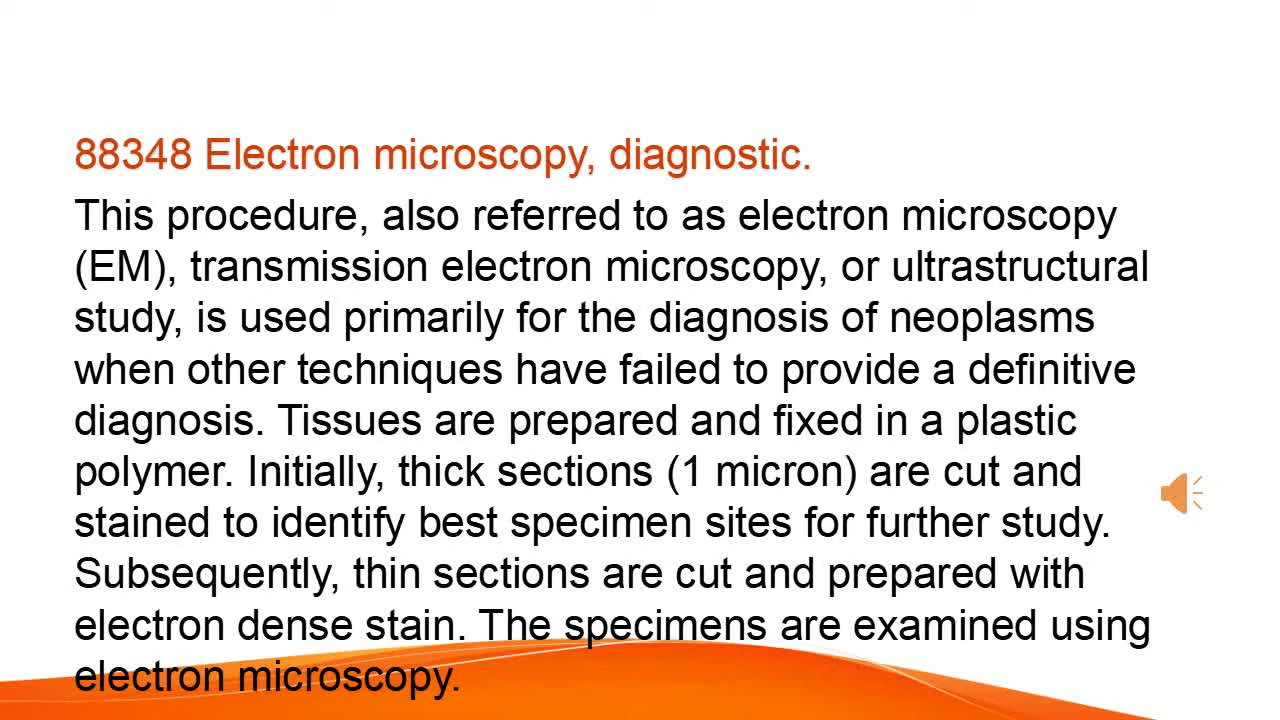 88348 Electron microscopy, diagnostic.
This procedure, also referred to as electron microscopy
(EM), transmission electron microscopy, or ultrastructural
study, is used primarily for the diagnosis of neoplasms
when other techniques have failed to provide a definitive
diagnosis. Tissues are prepared and fixed in a plastic
polymer. Initially, thick sections (1 micron) are cut and
stained to identify best specimen sites for further study.
Subsequently, thin sections are cut and prepared with
electron dense stain. The specimens are examined using
electron microscopy.